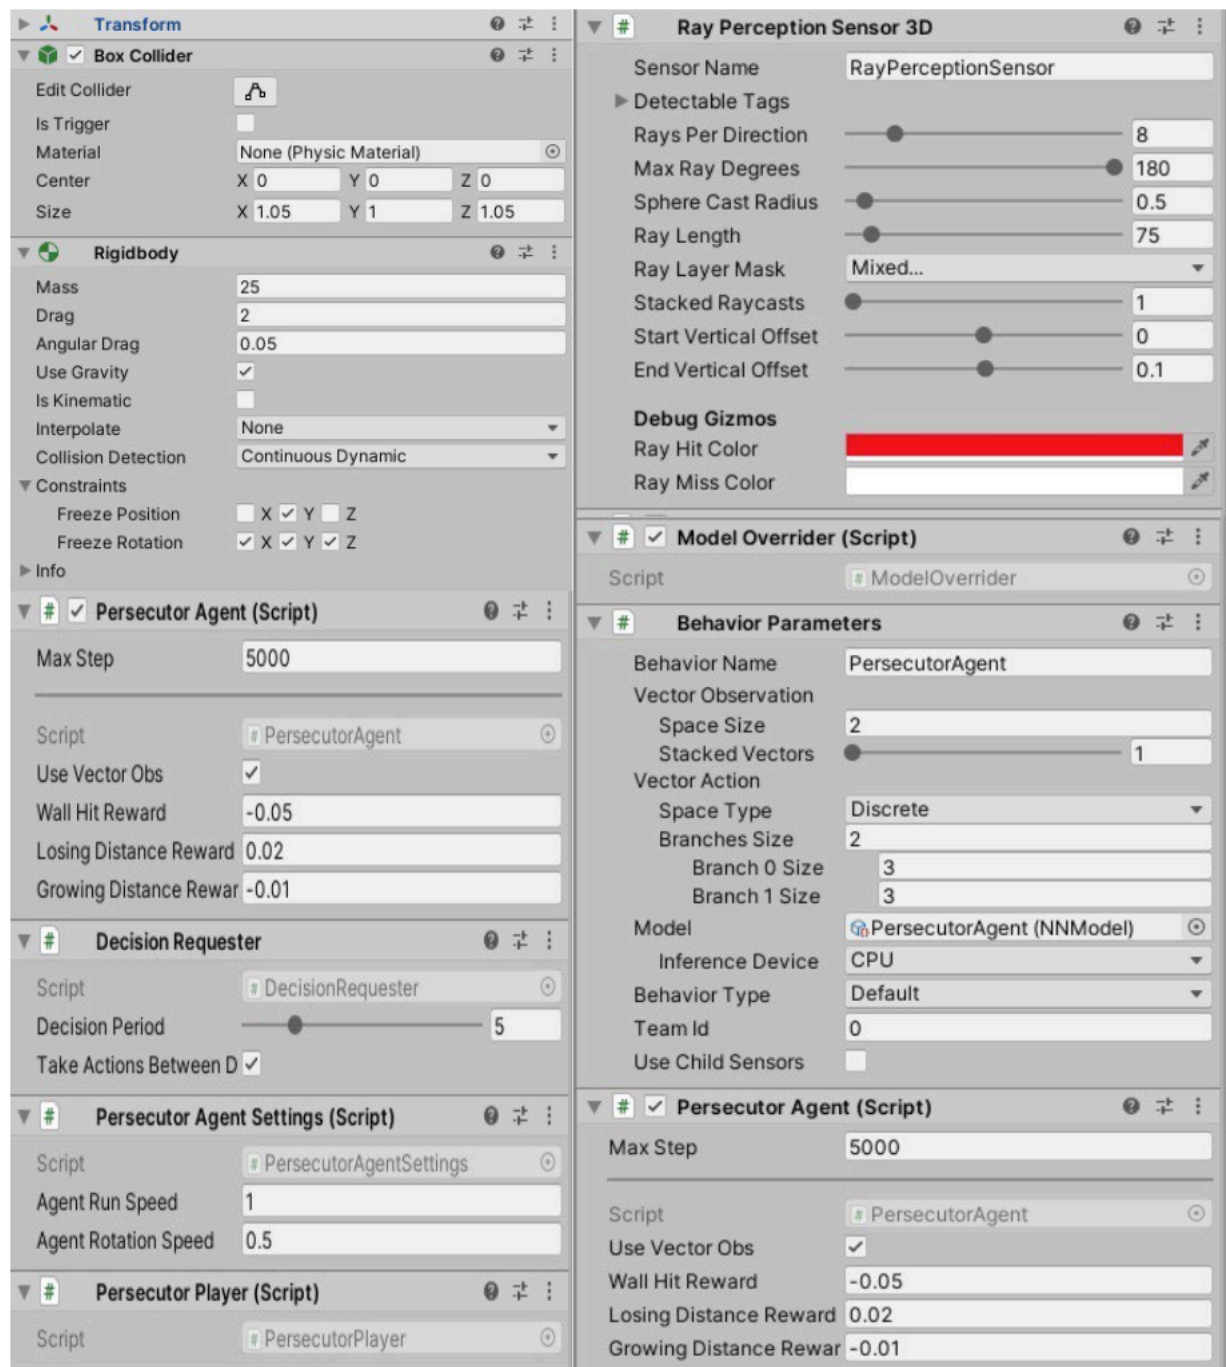 Transform
Box Collider
Edit Collider
Is Trigger
Material None (Physic Material)
Center X 0 Y 0 Z 0
Size X 1.05 Y 1 Z 1.05
Rigidbody
Mass 25
Drag 2
Angular Drag 0.05
Use Gravity
Is Kinematic
Interpolate None
Collision Detection Continuous Dynamic
Constraints
Freeze Position X Y Z
Freeze Rotation X Y Z
Info
# Persecutor Agent (Script)
Max Step 5000
Script # PersecutorAgent
Use Vector Obs
Wall Hit Reward -0.05
Losing Distance Reward 0.02
Growing Distance Rewar -0.01
# Decision Requester
Script # DecisionRequester
Decision Period 5
Take Actions Between D
# Persecutor Agent Settings (Script)
Script # PersecutorAgentSettings
Agent Run Speed 1
Agent Rotation Speed 0.5
# Persecutor Player (Script)
Script # PersecutorPlayer
# Ray Perception Sensor 3D
Sensor Name RayPerceptionSensor
Detectable Tags
Rays Per Direction 8
Max Ray Degrees 180
Sphere Cast Radius 0.5
Ray Length 75
Ray Layer Mask Mixed...
Stacked Raycasts 1
Start Vertical Offset 0
End Vertical Offset 0.1
Debug Gizmos
Ray Hit Color
Ray Miss Color
# Model Overrider (Script)
Script # ModelOverrider
# Behavior Parameters
Behavior Name PersecutorAgent
Vector Observation
Space Size 2
Stacked Vectors 1
Vector Action
Space Type Discrete
Branches Size 2
Branch 0 Size 3
Branch 1 Size 3
Model PersecutorAgent (NNModel)
Inference Device CPU
Behavior Type Default
Team Id 0
Use Child Sensors
# Persecutor Agent (Script)
Max Step 5000
Script # PersecutorAgent
Use Vector Obs
Wall Hit Reward -0.05
Losing Distance Reward 0.02
Growing Distance Rewar -0.01